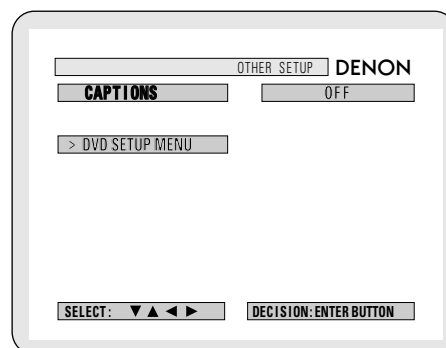 OTHER SETUP DENON
CAPTIONS OFF
> DVD SETUP MENU
SELECT: ▼ ▲ ◄ ► DECISION: ENTER BUTTON